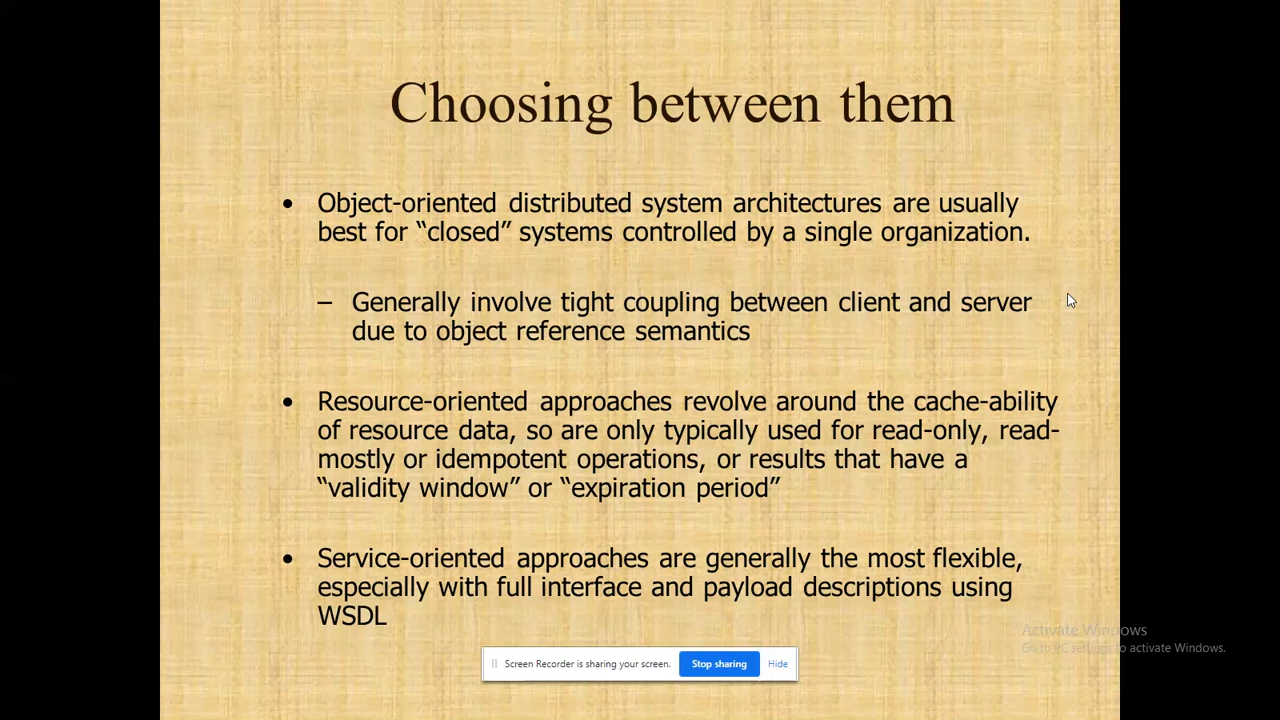 Choosing between them
• Object-oriented distributed system architectures are usually
best for “closed” systems controlled by a single organization.
– Generally involve tight coupling between client and server
due to object reference semantics
• Resource-oriented approaches revolve around the cache-ability
of resource data, so are only typically used for read-only, read-
mostly or idempotent operations, or results that have a
“validity window” or “expiration period”
• Service-oriented approaches are generally the most flexible,
especially with full interface and payload descriptions using
WSDL
Activate Windows
Go to PC settings to activate Windows.
Screen Recorder is sharing your screen. Stop sharing Hide